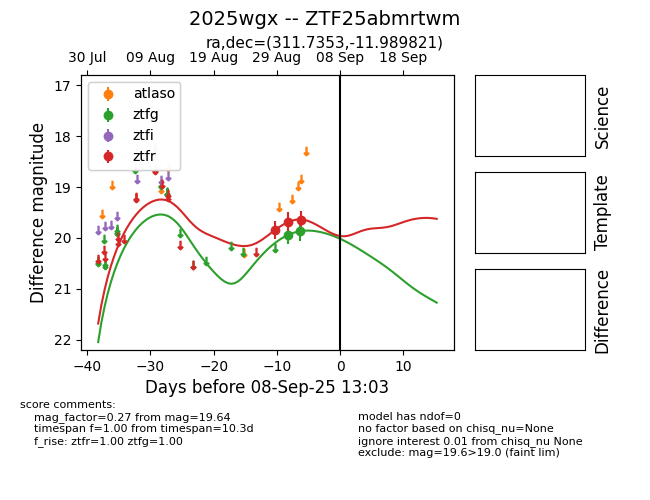 2025wgx -- ZTF25abmrtwm
ra,dec=(311.7353,-11.989821)
30 Jul 09 Aug 19 Aug 29 Aug 08 Sep 18 Sep
17
18
19
20
21
22
Difference magnitude
atlaso
ztfg
ztfi
ztfr
−40 −30 −20 −10 0 10
Days before 08-Sep-25 13:03
Science
Template
Difference
score comments:
mag_factor=0.27 from mag=19.64
timespan f=1.00 from timespan=10.3d
f_rise: ztfr=1.00 ztfg=1.00
model has ndof=0
no factor based on chisq_nu=None
ignore interest 0.01 from chisq_nu None
exclude: mag=19.6>19.0 (faint lim)